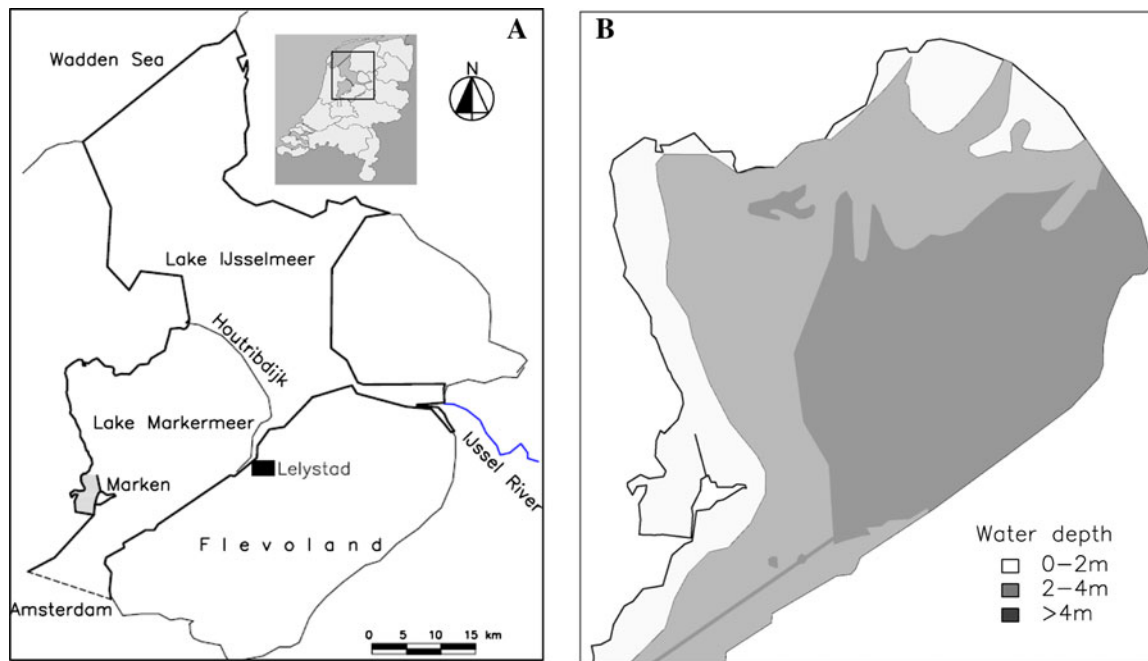 A
Wadden Sea
N
Lake IJsselmeer
Houtribdijk
Lake Markermeer
IJssel River
Lelystad
Marken
Flevoland
Amsterdam
0 5 10 15 km
B
Water depth
0-2m
2-4m
>4m